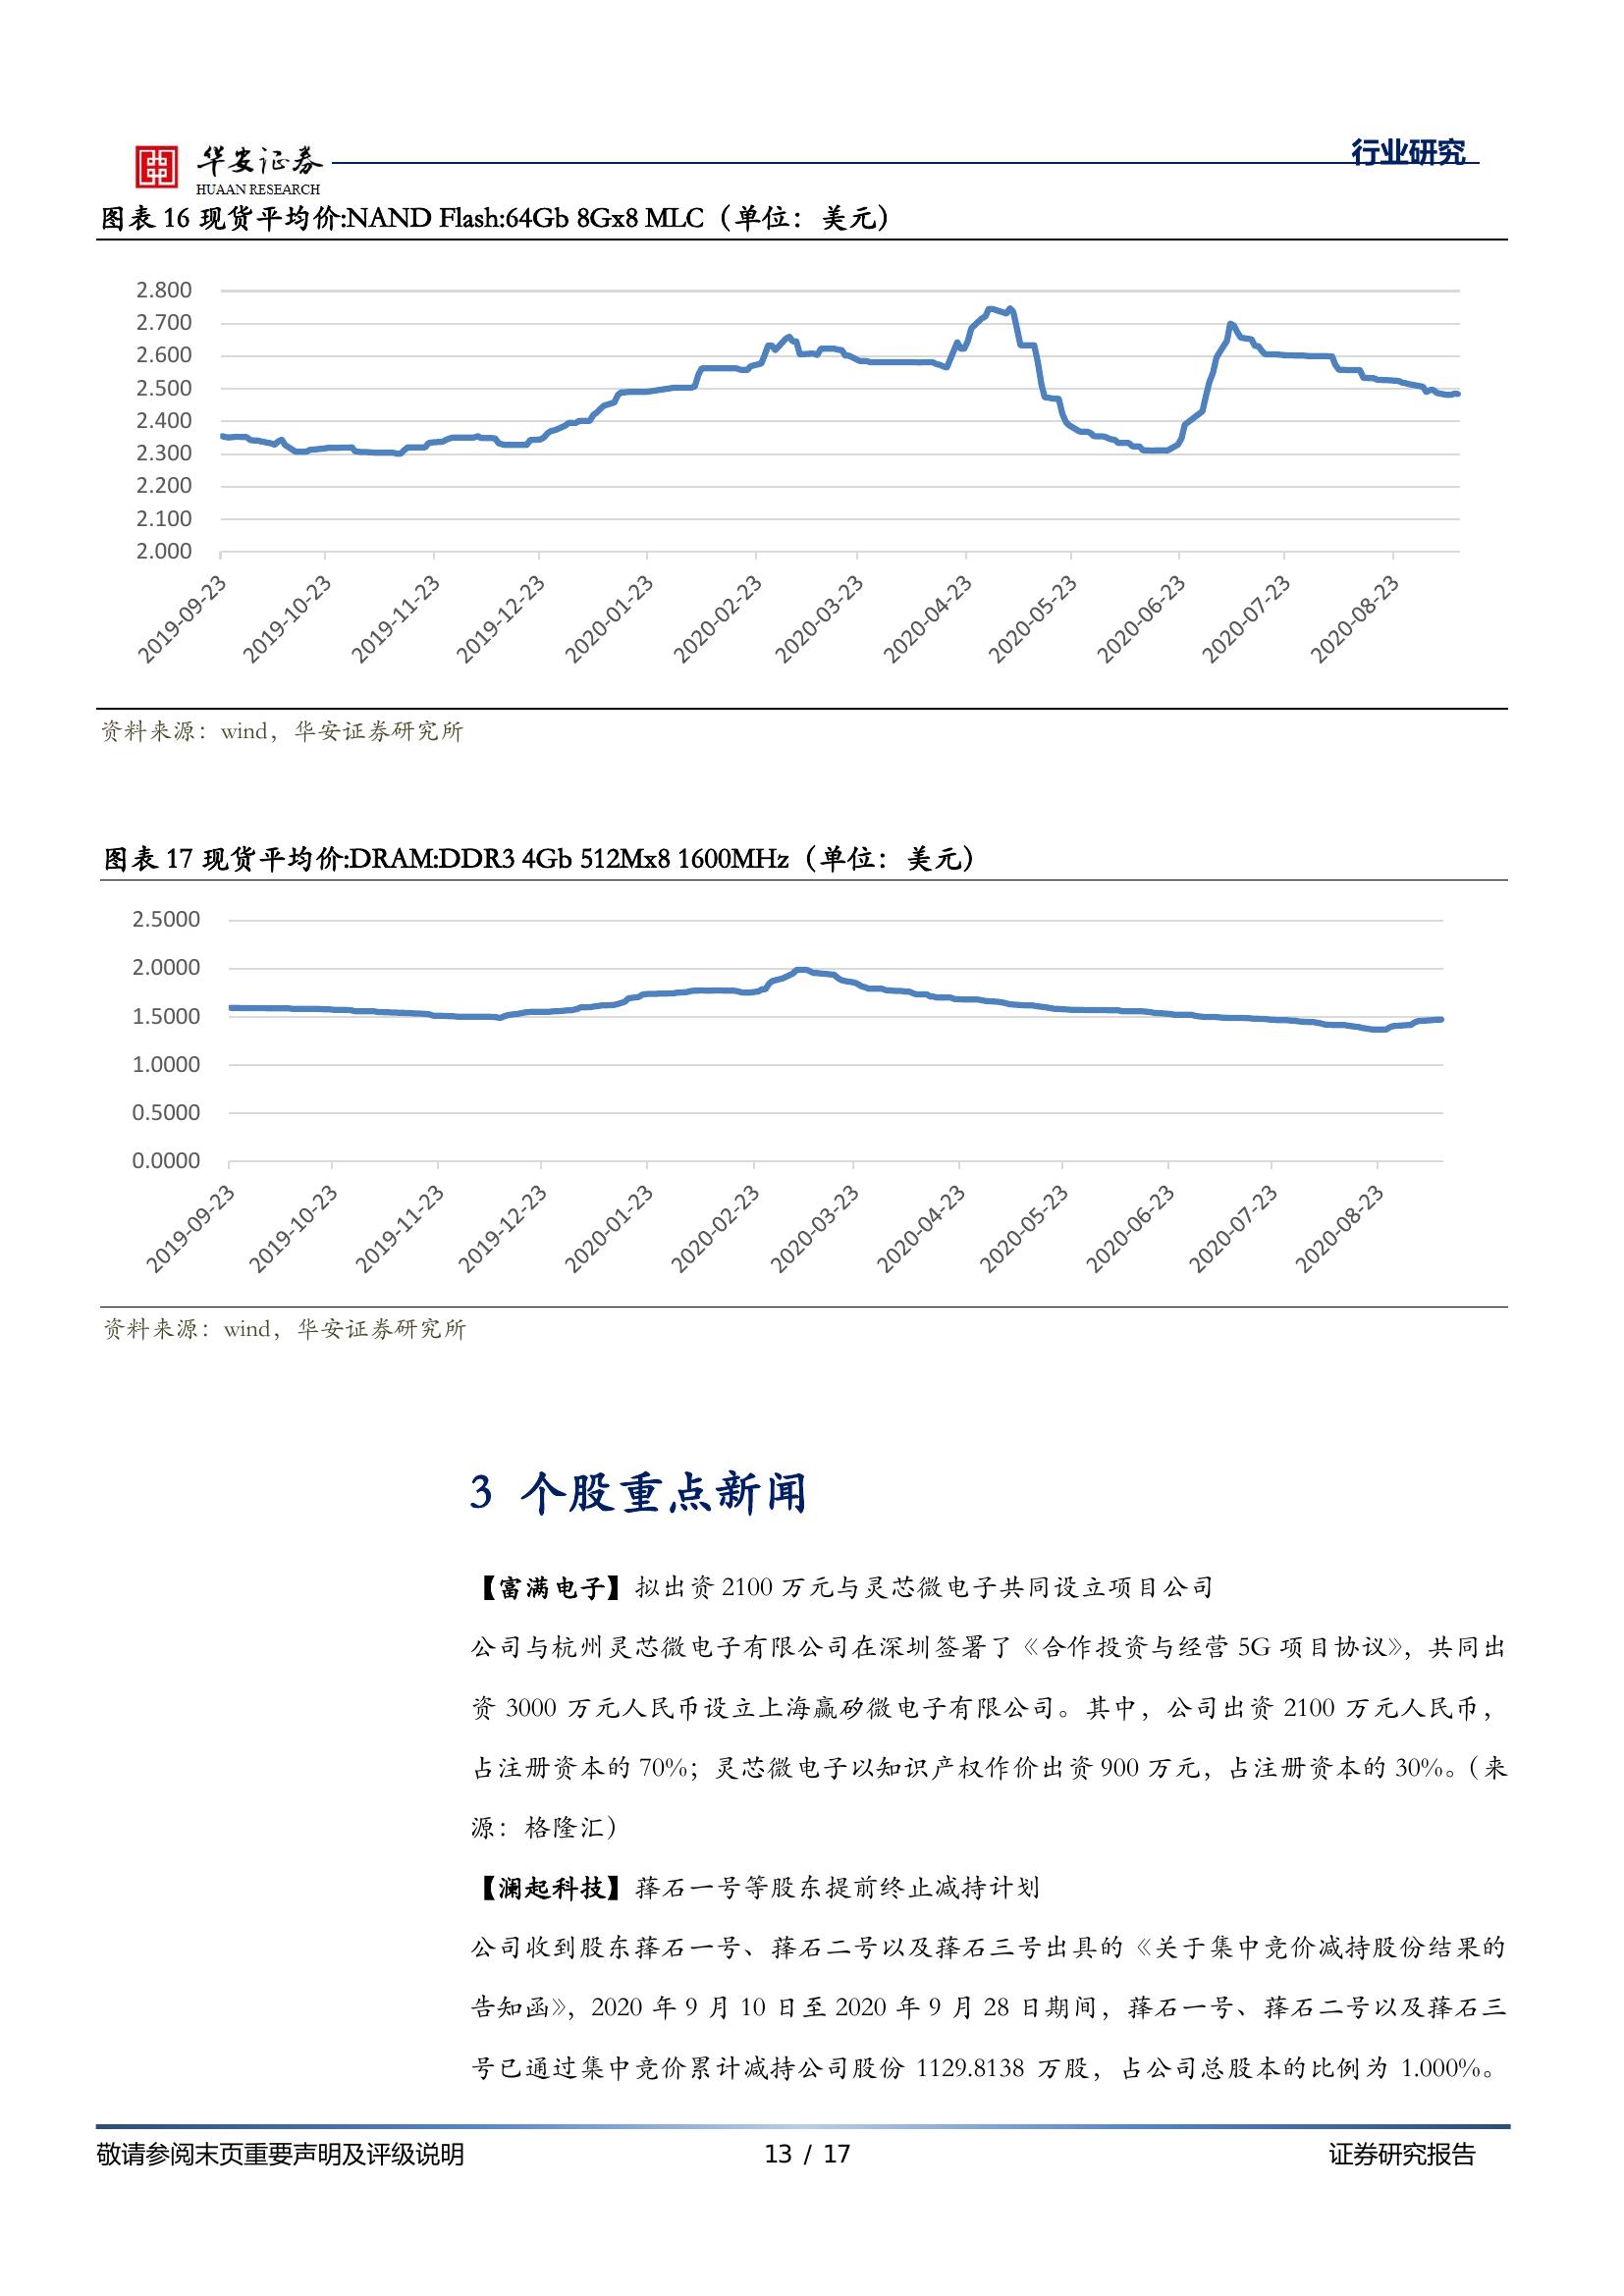 华安证券
HUAAN RESEARCH
行业研究
图表 16 现货平均价:NAND Flash:64Gb 8Gx8 MLC（单位：美元）
2.800
2.700
2.600
2.500
2.400
2.300
2.200
2.100
2.000
2019-09-23
2019-10-23
2019-11-23
2019-12-23
2020-01-23
2020-02-23
2020-03-23
2020-04-23
2020-05-23
2020-06-23
2020-07-23
2020-08-23
资料来源：wind，华安证券研究所
图表 17 现货平均价:DRAM:DDR3 4Gb 512Mx8 1600MHz（单位：美元）
2.5000
2.0000
1.5000
1.0000
0.5000
0.0000
2019-09-23
2019-10-23
2019-11-23
2019-12-23
2020-01-23
2020-02-23
2020-03-23
2020-04-23
2020-05-23
2020-06-23
2020-07-23
2020-08-23
资料来源：wind，华安证券研究所
3 个股重点新闻
【富满电子】拟出资 2100 万元与灵芯微电子共同设立项目公司
公司与杭州灵芯微电子有限公司在深圳签署了《合作投资与经营 5G 项目协议》，共同出
资 3000 万元人民币设立上海赢矽微电子有限公司。其中，公司出资 2100 万元人民币，
占注册资本的 70%；灵芯微电子以知识产权作价出资 900 万元，占注册资本的 30%。（来
源：格隆汇）
【澜起科技】萚石一号等股东提前终止减持计划
公司收到股东萚石一号、萚石二号以及萚石三号出具的《关于集中竞价减持股份结果的
告知函》，2020 年 9 月 10 日至 2020 年 9 月 28 日期间，萚石一号、萚石二号以及萚石三
号已通过集中竞价累计减持公司股份 1129.8138 万股，占公司总股本的比例为 1.000%。
敬请参阅末页重要声明及评级说明
13 / 17
证券研究报告